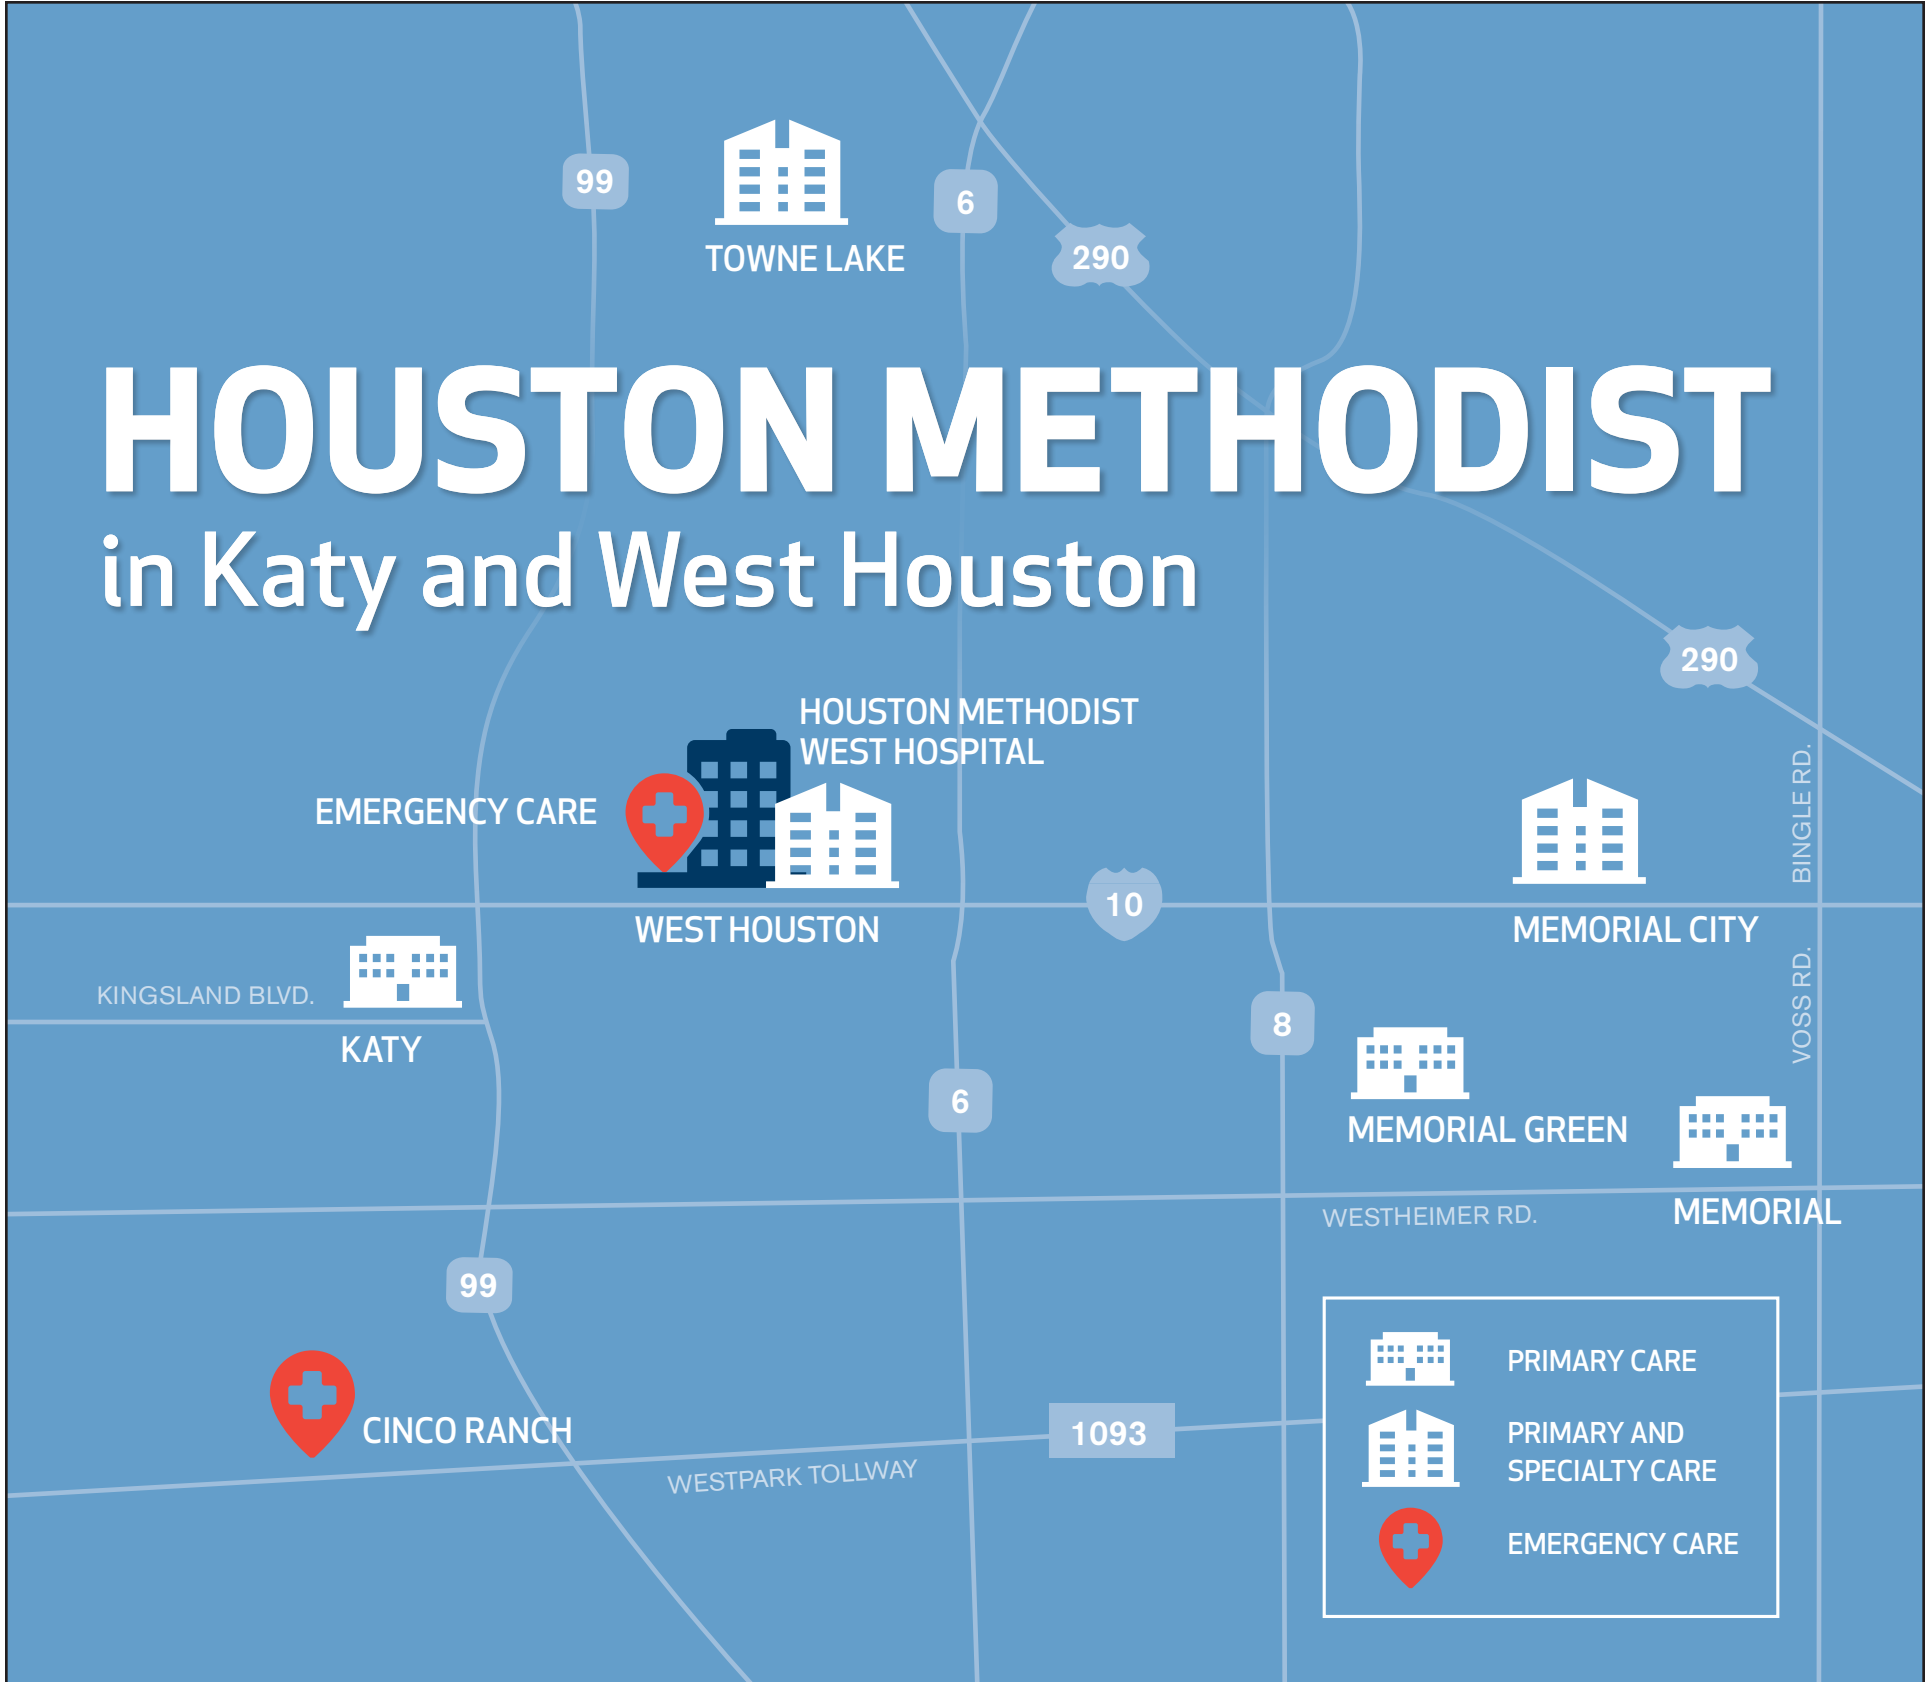 99
6
TOWNE LAKE
290
HOUSTON METHODIST
in Katy and West Houston
290
HOUSTON METHODIST
WEST HOSPITAL
EMERGENCY CARE
BINGLE RD.
10
WEST HOUSTON
MEMORIAL CITY
KINGSLAND BLVD.
VOSS RD.
8
KATY
6
MEMORIAL GREEN
MEMORIAL
WESTHEIMER RD.
99
CINCO RANCH
1093
WESTPARK TOLLWAY
PRIMARY CARE
PRIMARY AND
SPECIALTY CARE
EMERGENCY CARE